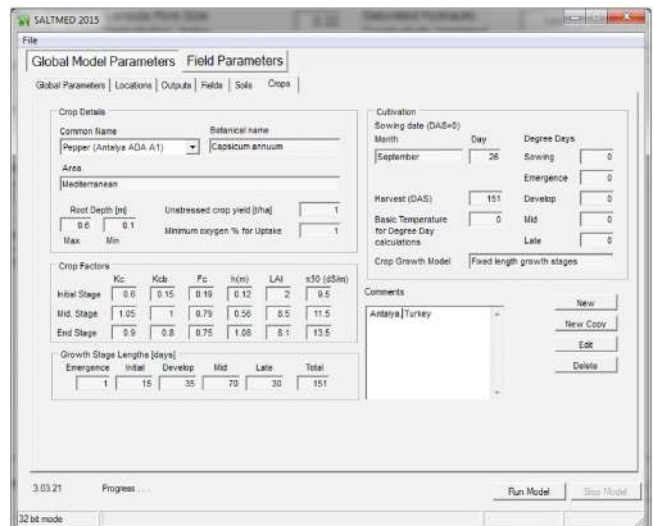 SALTMED 2015
File
Global Model Parameters Field Parameters
Global Parameters Locations Outputs Fields Soils Crops
Crop Details
Common Name Botanical name
Pepper (Antalya ADA A1) Capsicum annuum
Area
Mediterranean
Root Depth [m] Unstressed crop yield [t/ha] 1
0.6 0.1
Max Min
Minimum oxygen % for Uptake 1
Crop Factors
Kc Kcb Fc h(m) LAI π50 (dS/m)
Initial Stage 0.6 0.15 0.19 0.12 2 9.5
Mid. Stage 1.05 1 0.79 0.56 8.5 11.5
End Stage 0.9 0.8 0.75 1.08 8.1 13.5
Growth Stage Lengths [days]
Emergence Initial Develop Mid Late Total
1 15 35 70 30 151
Cultivation
Sowing date (DAS=0)
Month Day Degree Days
September 26 Sowing 0
Emergence 0
Harvest (DAS) 151 Develop 0
Basic Temperature 0 Mid 0
for Degree Day
calculations Late 0
Crop Growth Model Fixed length growth stages
Comments
Antalya, Turkey
New
New Copy
Edit
Delete
3.03.21 Progress . . .
Run Model Stop Model
32 bit mode